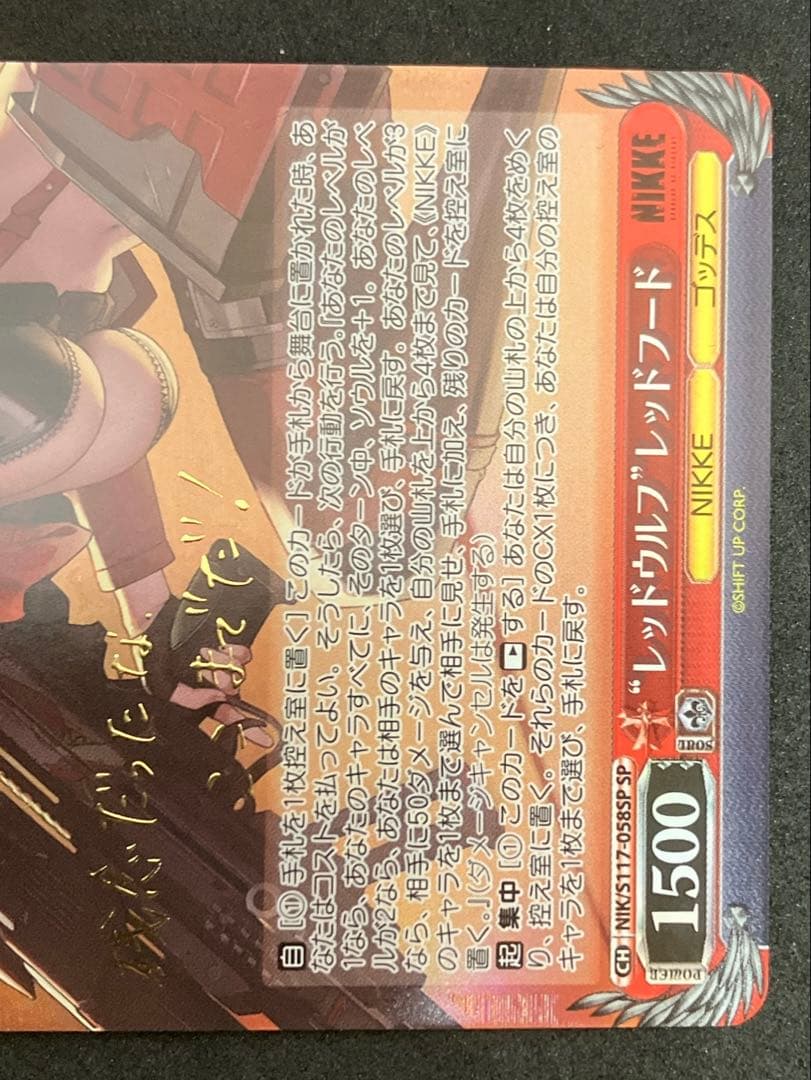 残念だったな、
ここまでだ!
自 [① 手札を1枚控え室に置く] このカードが手札から舞台に置かれた時、あ
なたはコストを払ってよい。そうしたら、次の行動を行う。『あなたのレベルが
1なら、あなたのキャラすべてに、そのターン中、ソウルを+1。あなたのレベ
ルが2なら、あなたは相手のキャラを1枚選び、手札に戻す。あなたのレベルが3
なら、相手に50ダメージを与え、自分の山札を上から4枚まで見て、《NIKKE》
のキャラを1枚まで選んで相手に見せ、手札に加え、残りのカードを控え室に
置く。』(ダメージキャンセルは発生する)
起 集中 [① このカードを▶する] あなたは自分の山札の上から4枚をめく
り、控え室に置く。それらのカードのCX1枚につき、あなたは自分の控え室の
キャラを1枚まで選び、手札に戻す。
CH NIK/S117-058SP SP
NIKKE
POWER 1500 SOUL
“レッドウルフ”レッドフード
NIKKE ゴッデス
©SHIFT UP CORP.